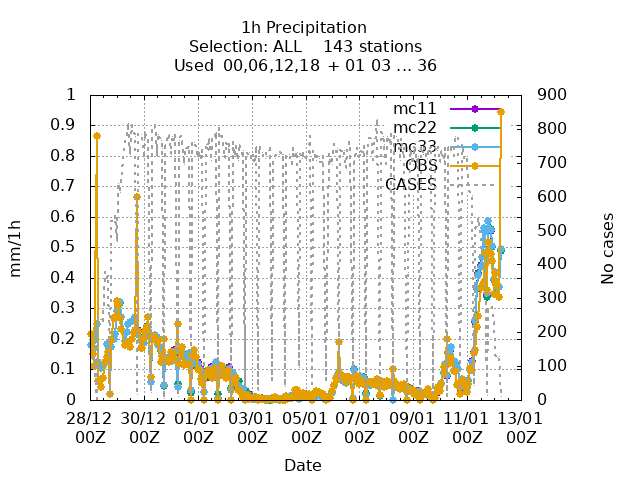 1h Precipitation
Selection: ALL 143 stations
Used 00,06,12,18 + 01 03 ... 36
mm/1h
No cases
1
0.9
0.8
0.7
0.6
0.5
0.4
0.3
0.2
0.1
0
900
800
700
600
500
400
300
200
100
0
mc11
mc22
mc33
OBS
CASES
28/12 30/12 01/01 03/01 05/01 07/01 09/01 11/01 13/01
00Z 00Z 00Z 00Z 00Z 00Z 00Z 00Z 00Z
Date